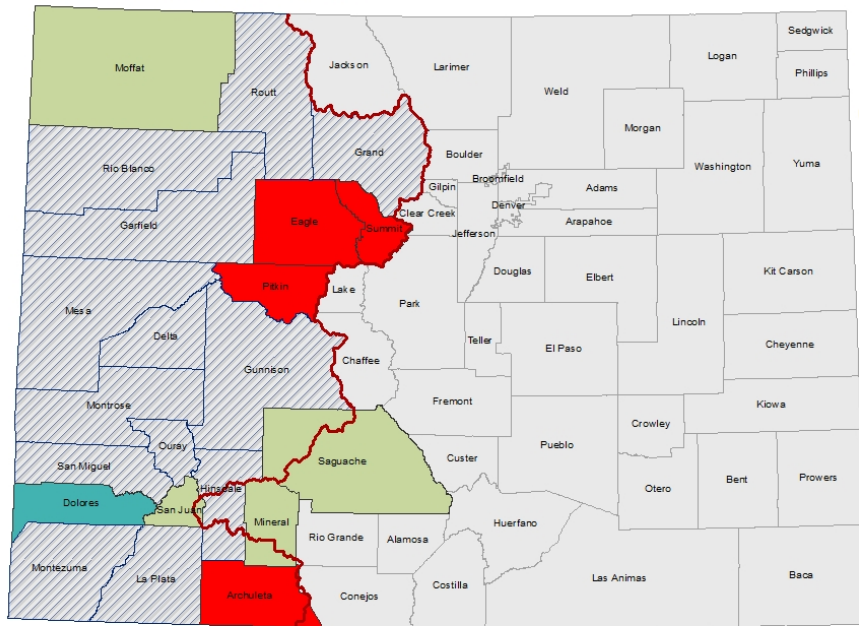 Moffat
Routt
Jackson
Larimer
Weld
Logan
Sedgwick
Phillips
Morgan
Washington
Yuma
Rio Blanco
Grand
Boulder
Gilpin
Broomfield
Adams
Denver
Clear Creek
Arapahoe
Jefferson
Garfield
Eagle
Summit
Douglas
Elbert
Kit Carson
Pitkin
Lake
Park
Mesa
Lincoln
Delta
Teller
El Paso
Cheyenne
Gunnison
Chaffee
Montrose
Fremont
Kiowa
Crowley
Ouray
Pueblo
San Miguel
Saguache
Custer
Otero
Bent
Prowers
Hinsdale
Dolores
San Juan
Mineral
Huerfano
Rio Grande
Alamosa
Montezuma
La Plata
Archuleta
Conejos
Costilla
Las Animas
Baca